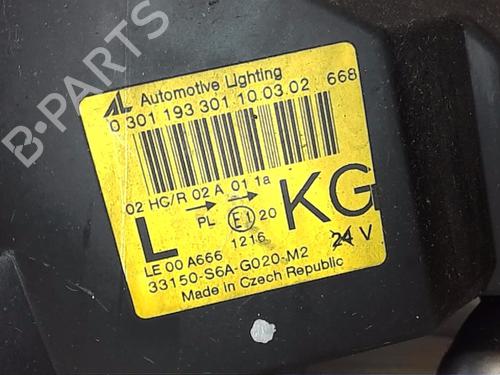 B-PARTS
AL Automotive Lighting
0 301 193 301 10.03.02 668
02 HC/R 02 A 01 1a
L PL E1 20 KG
1216
LE 00 A666 24 V
33150-S6A-G020-M2
Made in Czech Republic